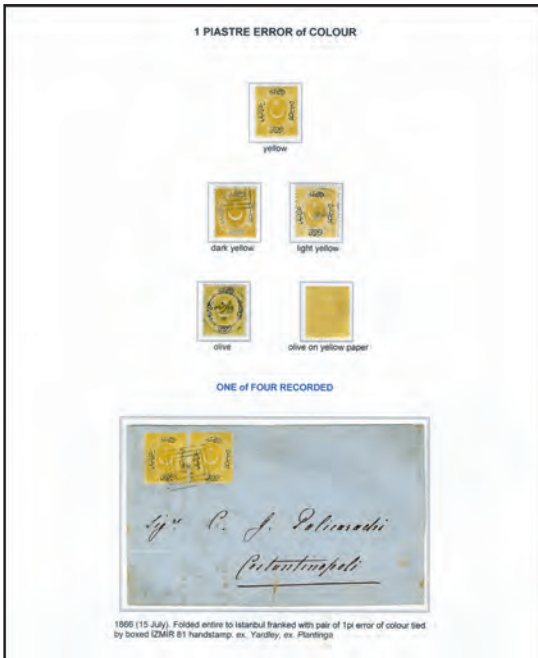 1 PIASTRE ERROR of COLOUR
yellow
dark yellow
light yellow
olive
olive on yellow paper
ONE of FOUR RECORDED
C. J. Policarachi
Costantinopoli
1866 (15 July). Folded entire to Istanbul franked with pair of 1pi error of colour tied
by boxed IZMIR 81 handstamp. ex. Yardley, ex. Plantinga